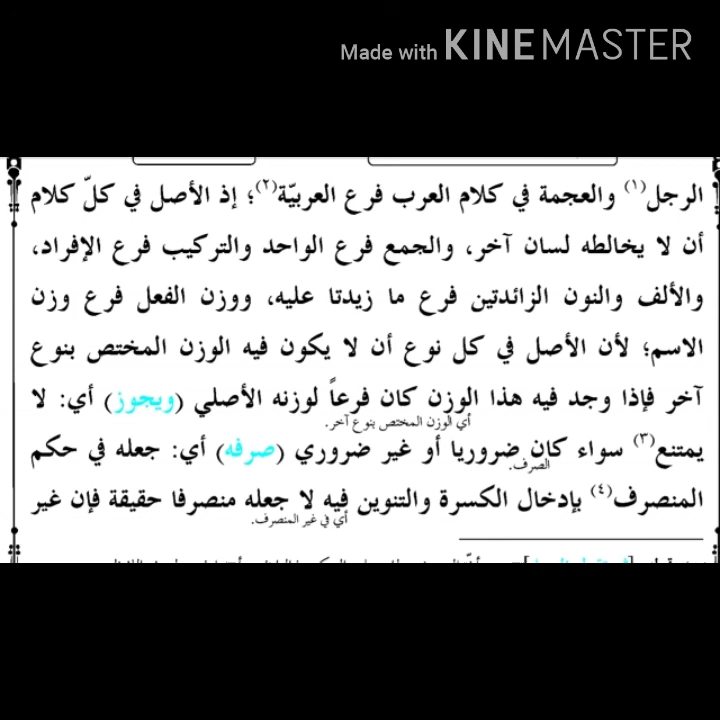 Made with KINEMASTER
الرجل(١) والعجمة في كلام العرب فرع العربيّة(٢)؛ إذ الأصل في كلّ كلام
أن لا يخالطه لسان آخر، والجمع فرع الواحد والتركيب فرع الإفراد،
والألف والنون الزائدتين فرع ما زيدتا عليه، ووزن الفعل فرع وزن
الاسم؛ لأن الأصل في كل نوع أن لا يكون فيه الوزن المختص بنوع
آخر فإذا وجد فيه هذا الوزن كان فرعاً لوزنه الأصلي (ويجوز) أي: لا
أي الوزن المختص بنوع آخر.
يمتنع(٣) سواء كان ضروريا أو غير ضروري (صرفه) أي: جعله في حكم
الصرف.
المنصرف(٤) بإدخال الكسرة والتنوين فيه لا جعله منصرفا حقيقة فإن غير
أي في غير المنصرف.